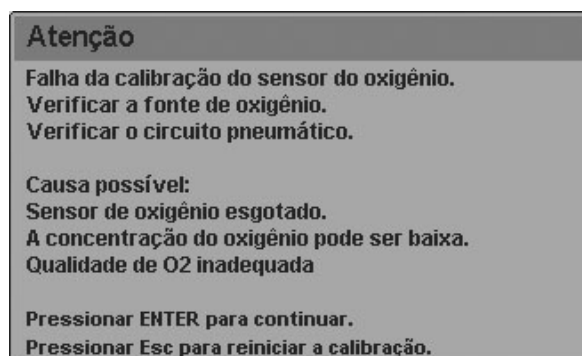 Atenção
Falha da calibração do sensor do oxigênio.
Verificar a fonte de oxigênio.
Verificar o circuito pneumático.
Causa possível:
Sensor de oxigênio esgotado.
A concentração do oxigênio pode ser baixa.
Qualidade de O2 inadequada
Pressionar ENTER para continuar.
Pressionar Esc para reiniciar a calibração.